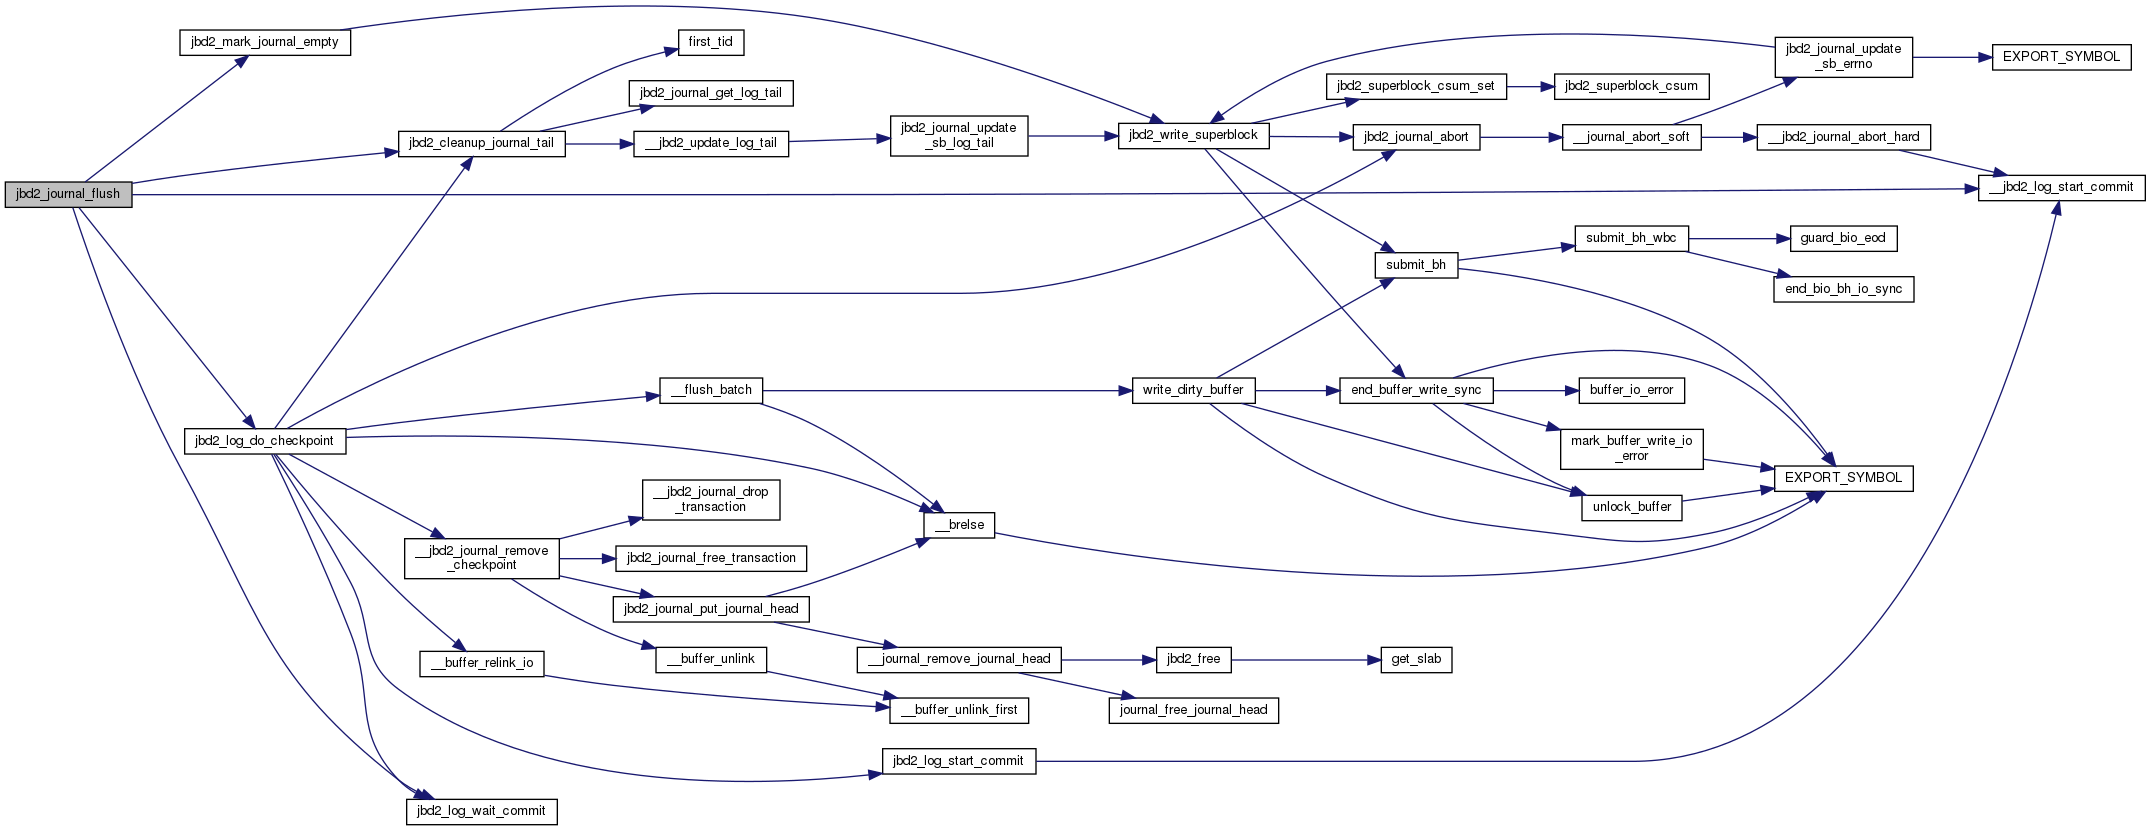 jbd2_journal_flush
jbd2_mark_journal_empty
jbd2_cleanup_journal_tail
jbd2_log_do_checkpoint
__jbd2_journal_remove
_checkpoint
__buffer_relink_io
jbd2_log_wait_commit
first_tid
jbd2_journal_get_log_tail
__jbd2_update_log_tail
__flush_batch
__jbd2_journal_drop
_transaction
jbd2_journal_free_transaction
jbd2_journal_put_journal_head
__buffer_unlink
jbd2_journal_update
_sb_log_tail
__brelse
__journal_remove_journal_head
__buffer_unlink_first
jbd2_log_start_commit
jbd2_write_superblock
write_dirty_buffer
jbd2_free
journal_free_journal_head
jbd2_superblock_csum_set
jbd2_journal_abort
submit_bh
end_buffer_write_sync
get_slab
jbd2_superblock_csum
__journal_abort_soft
submit_bh_wbc
buffer_io_error
mark_buffer_write_io
_error
unlock_buffer
jbd2_journal_update
_sb_errno
__jbd2_journal_abort_hard
guard_bio_eod
end_bio_bh_io_sync
EXPORT_SYMBOL
EXPORT_SYMBOL
__jbd2_log_start_commit